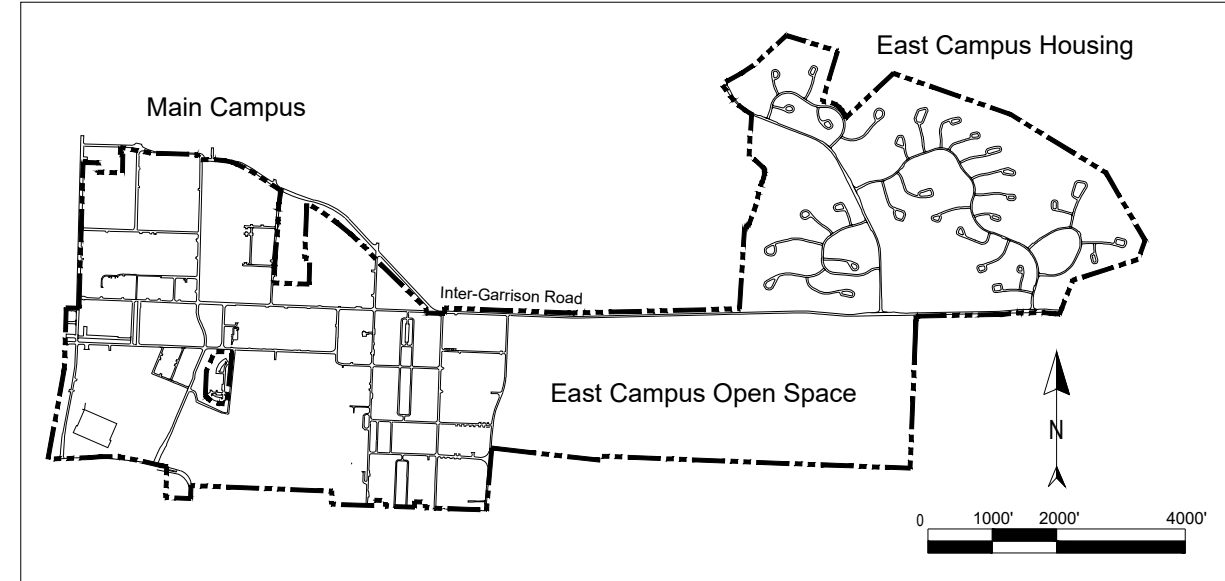 East Campus Housing
Main Campus
Inter-Garrison Road
East Campus Open Space
N
0 1000' 2000' 4000'